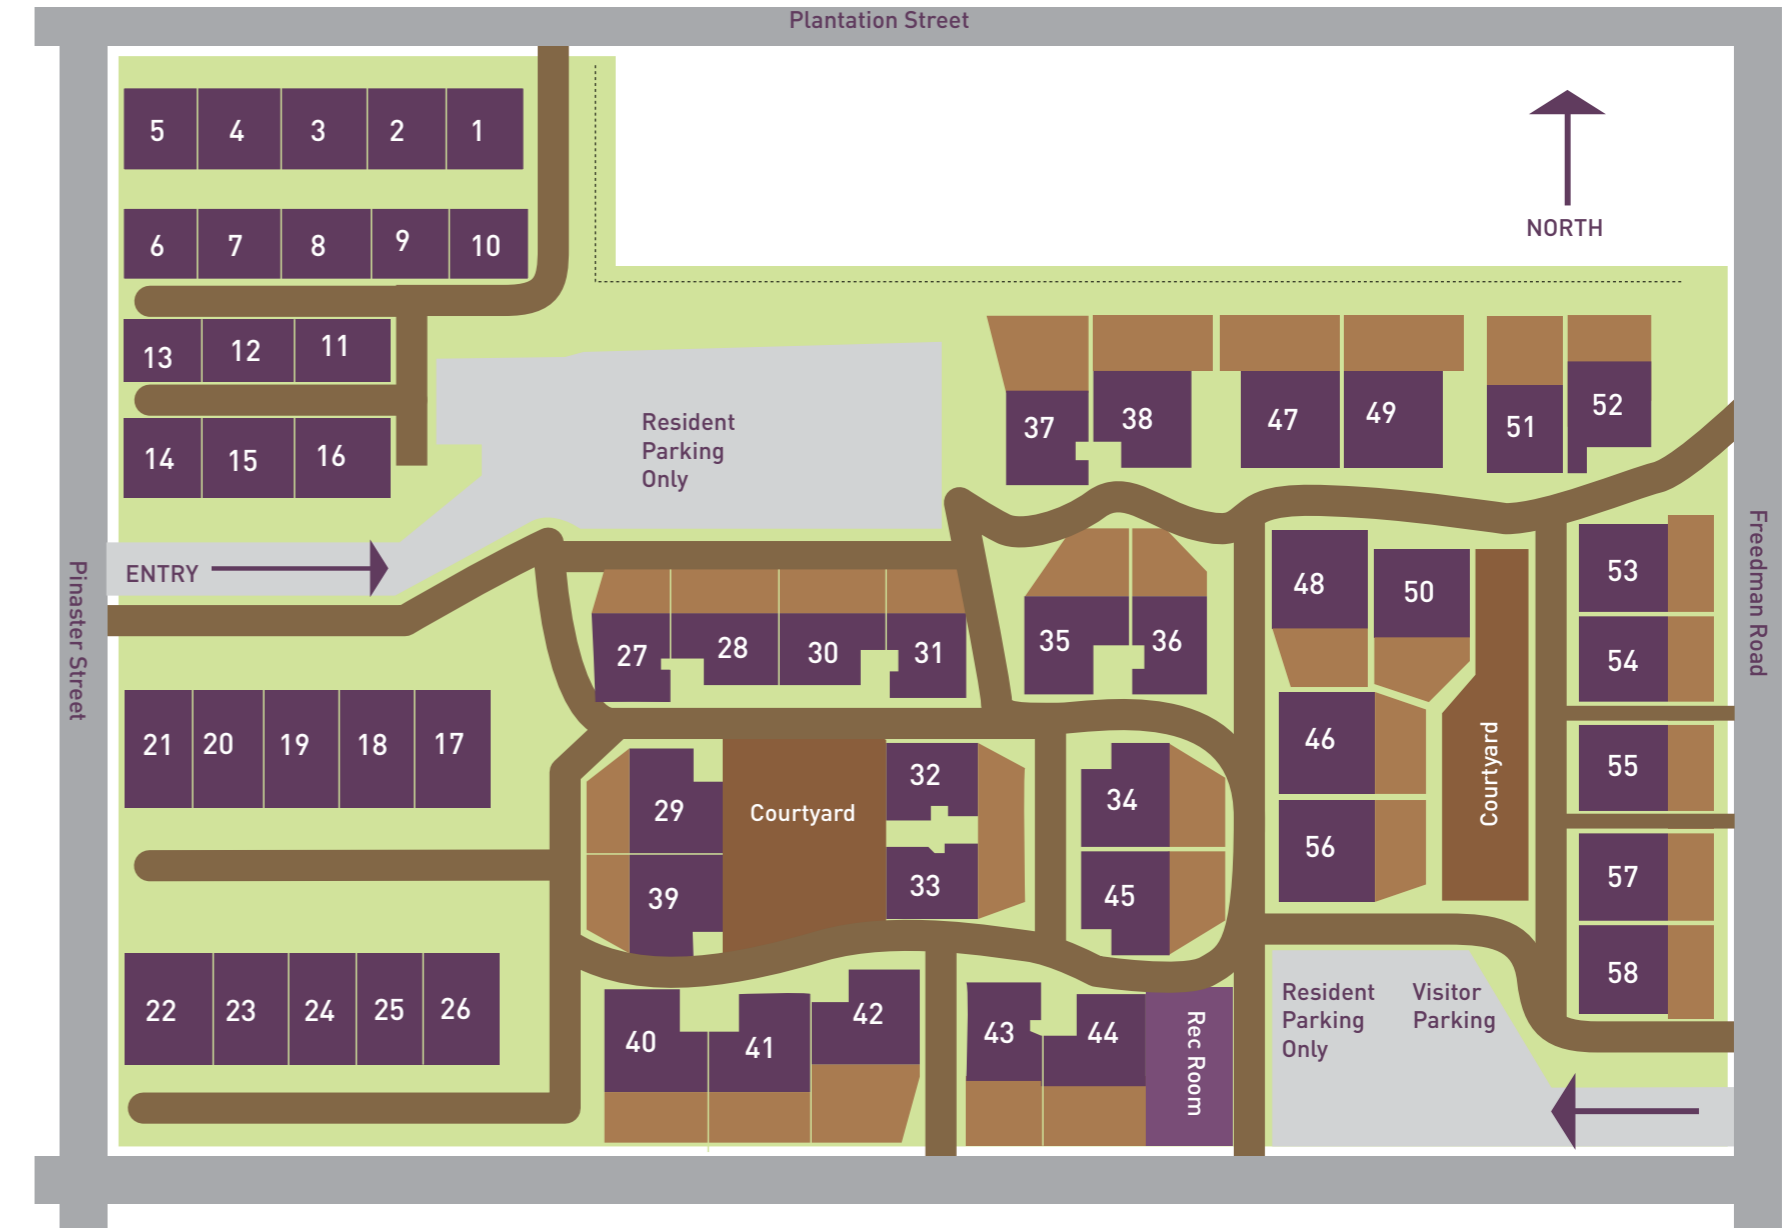 Plantation Street
5 4 3 2 1
NORTH
6 7 8 9 10
13 12 11
14 15 16
Resident
Parking
Only
37 38 47 49 51 52
ENTRY
Pinaster Street
Freedman Road
27 28 30 31
35 36
48 50
53
54
21 20 19 18 17
29
Courtyard
32
34
46
Courtyard
55
39
33
45
56
57
58
22 23 24 25 26
40 41 42
43 44
Rec Room
Resident
Parking
Only
Visitor
Parking